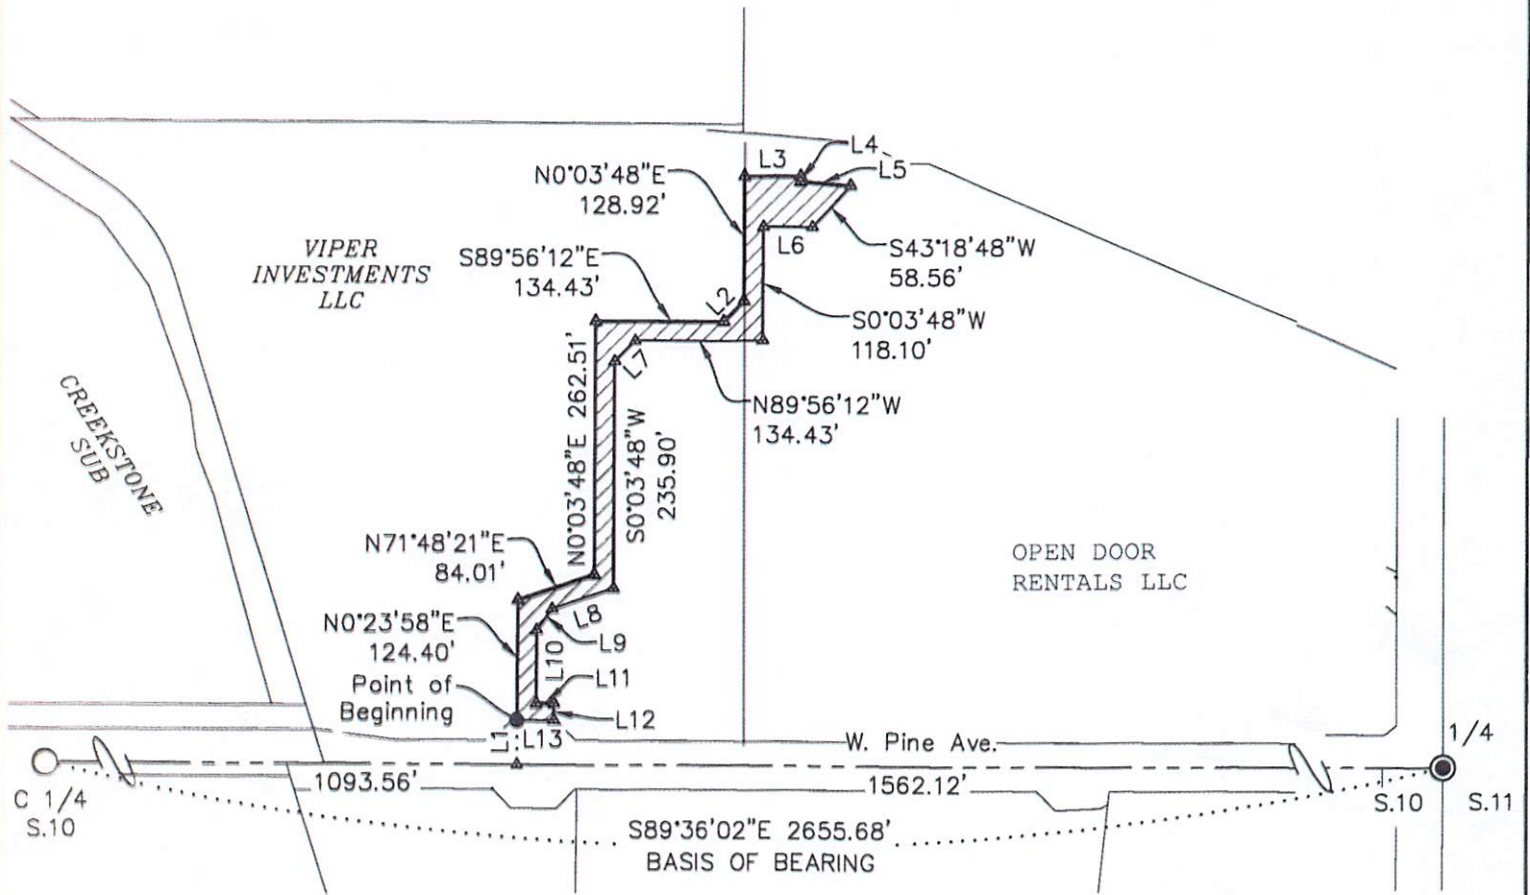 L4
L3
L5
N0°03'48"E
128.92'
L6
S43°18'48"W
58.56'
VIPER
INVESTMENTS
LLC
S89°56'12"E
134.43'
L2
S0°03'48"W
118.10'
L7
N89°56'12"W
134.43'
N0°03'48"E 262.51'
S0°03'48"W
235.90'
CREEKSTONE
SUB
N71°48'21"E
84.01'
OPEN DOOR
RENTALS LLC
L8
N0°23'58"E
124.40'
L9
L10
Point of
Beginning
L11
L12
L1
L13
W. Pine Ave.
1/4
1093.56'
1562.12'
C 1/4
S.10
S.10
S.11
S89°36'02"E 2655.68'
BASIS OF BEARING